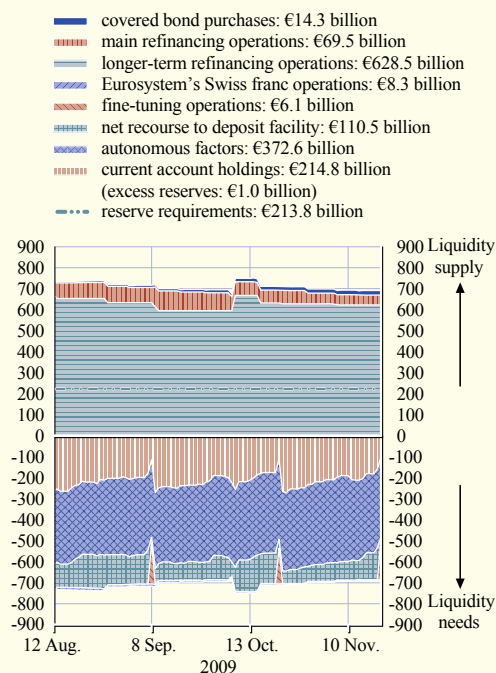 covered bond purchases: €14.3 billion
main refinancing operations: €69.5 billion
longer-term refinancing operations: €628.5 billion
Eurosystem's Swiss franc operations: €8.3 billion
fine-tuning operations: €6.1 billion
net recourse to deposit facility: €110.5 billion
autonomous factors: €372.6 billion
current account holdings: €214.8 billion
(excess reserves: €1.0 billion)
reserve requirements: €213.8 billion
900 900 Liquidity
800 800 supply
700 700
600 600
500 500
400 400
300 300
200 200
100 100
0 0
-100 -100
-200 -200
-300 -300
-400 -400
-500 -500
-600 -600
-700 -700
-800 -800 Liquidity
-900 -900 needs
12 Aug. 8 Sep. 13 Oct. 10 Nov.
2009